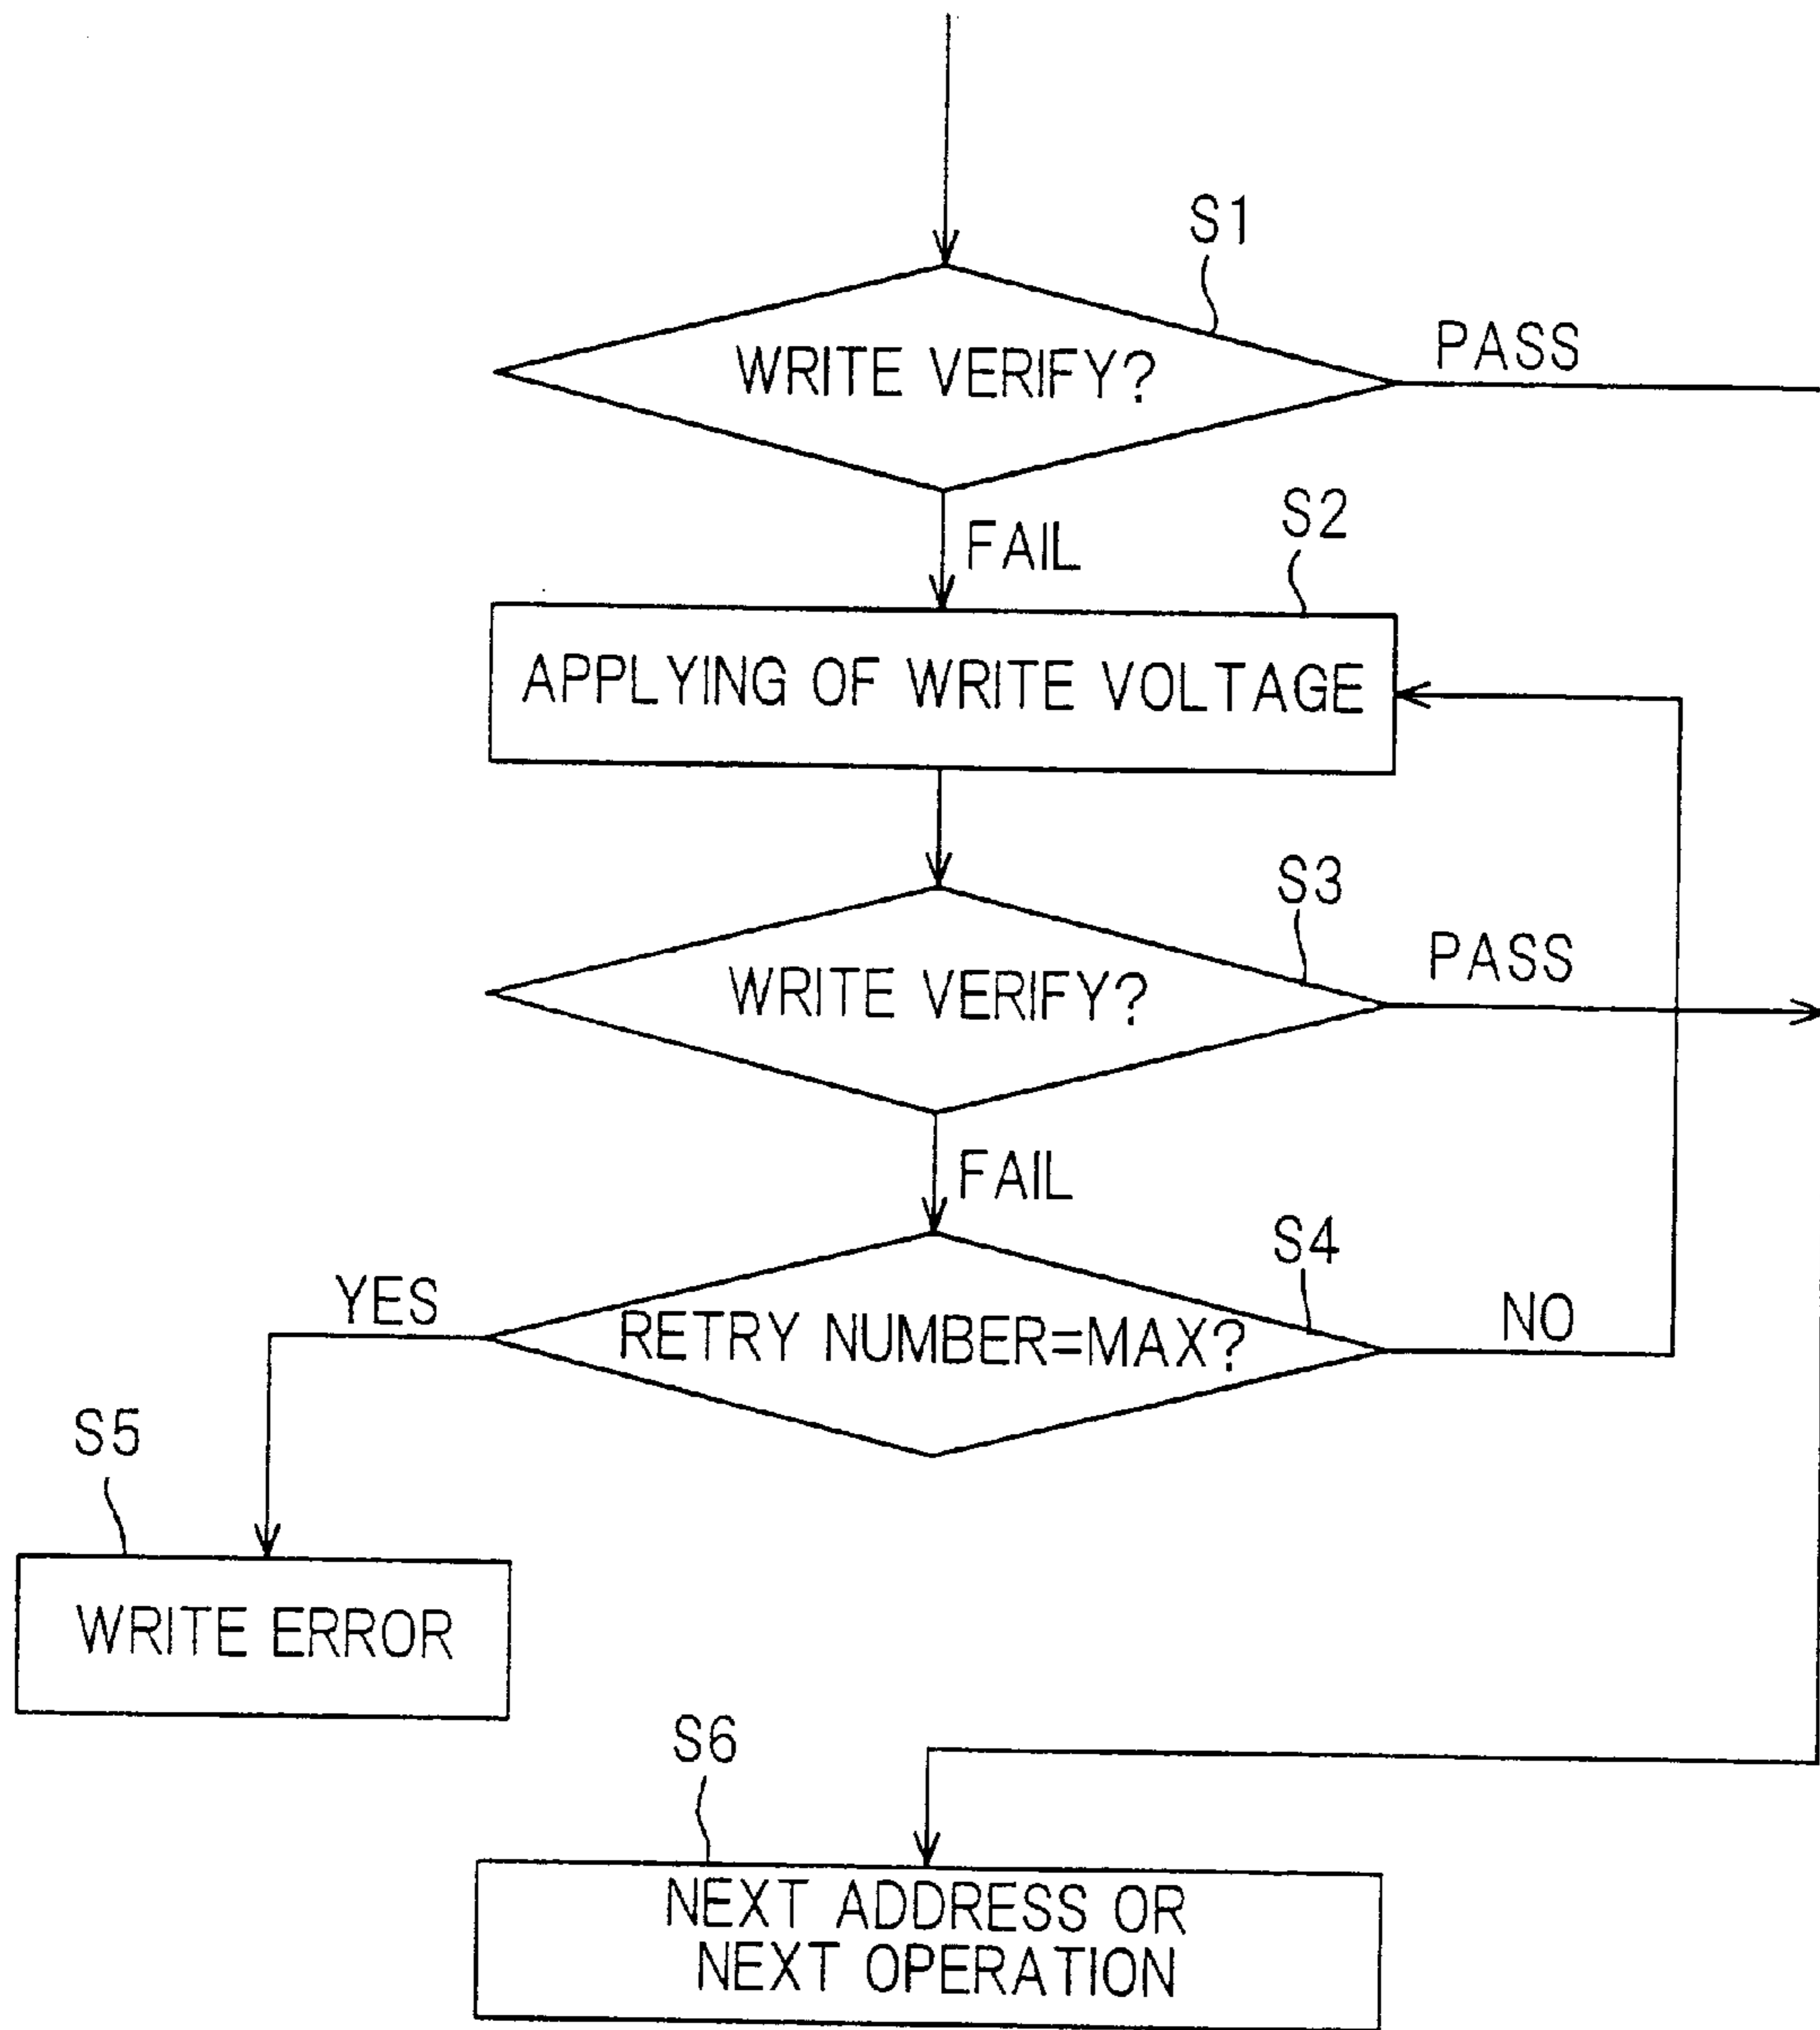 S1
WRITE VERIFY?
PASS
FAIL
S2
APPLYING OF WRITE VOLTAGE
S3
WRITE VERIFY?
PASS
FAIL
S4
YES
RETRY NUMBER=MAX?
NO
S5
WRITE ERROR
S6
NEXT ADDRESS OR
NEXT OPERATION